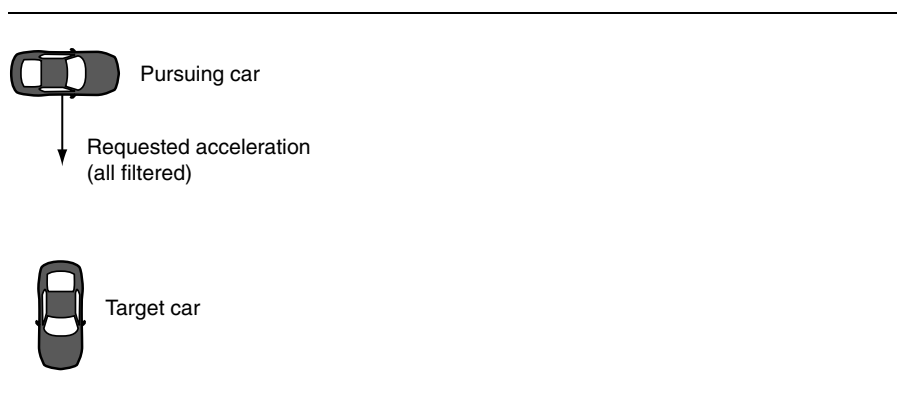 Pursuing car
Requested acceleration
(all filtered)
Target car